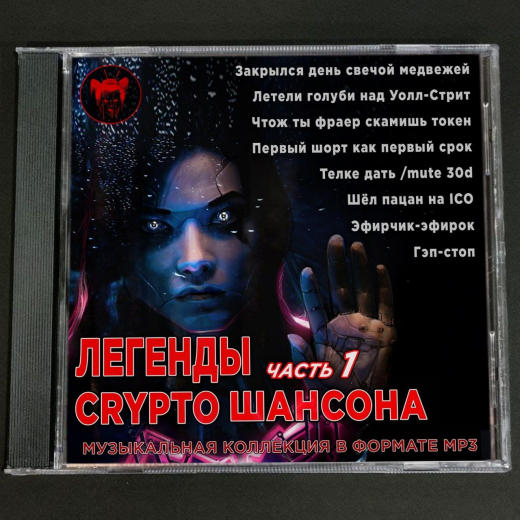 Закрылся день свечой медвежей
Летели голуби над Уолл-Стрит
Чтож ты фраер скамишь токен
Первый шорт как первый срок
Телке дать /mute 30d
Шёл пацан на ICO
Эфирчик-эфирок
Гэп-стоп
ЛЕГЕНДЫ ЧАСТЬ 1
CRYPTO ШАНСОНА
МУЗЫКАЛЬНАЯ КОЛЛЕКЦИЯ В ФОРМАТЕ MP3